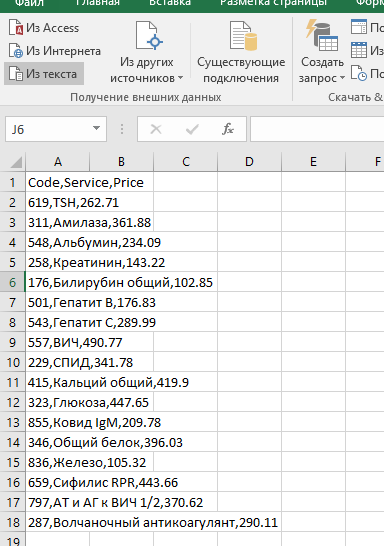 Файл Главная Вставка Разметка страницы
Из Access
Из Интернета
Из текста
Из других источников
Существующие подключения
Создать запрос
Получение внешних данных
Скачать &
J6
fx
A B C D E F
1 Code,Service,Price
2 619,TSH,262.71
3 311,Амилаза,361.88
4 548,Альбумин,234.09
5 258,Креатинин,143.22
6 176,Билирубин общий,102.85
7 501,Гепатит B,176.83
8 543,Гепатит C,289.99
9 557,ВИЧ,490.77
10 229,СПИД,341.78
11 415,Кальций общий,419.9
12 323,Глюкоза,447.65
13 855,Ковид IgM,209.78
14 346,Общий белок,396.03
15 836,Железо,105.32
16 659,Сифилис RPR,443.66
17 797,АТ и АГ к ВИЧ 1/2,370.62
18 287,Волчаночный антикоагулянт,290.11
19